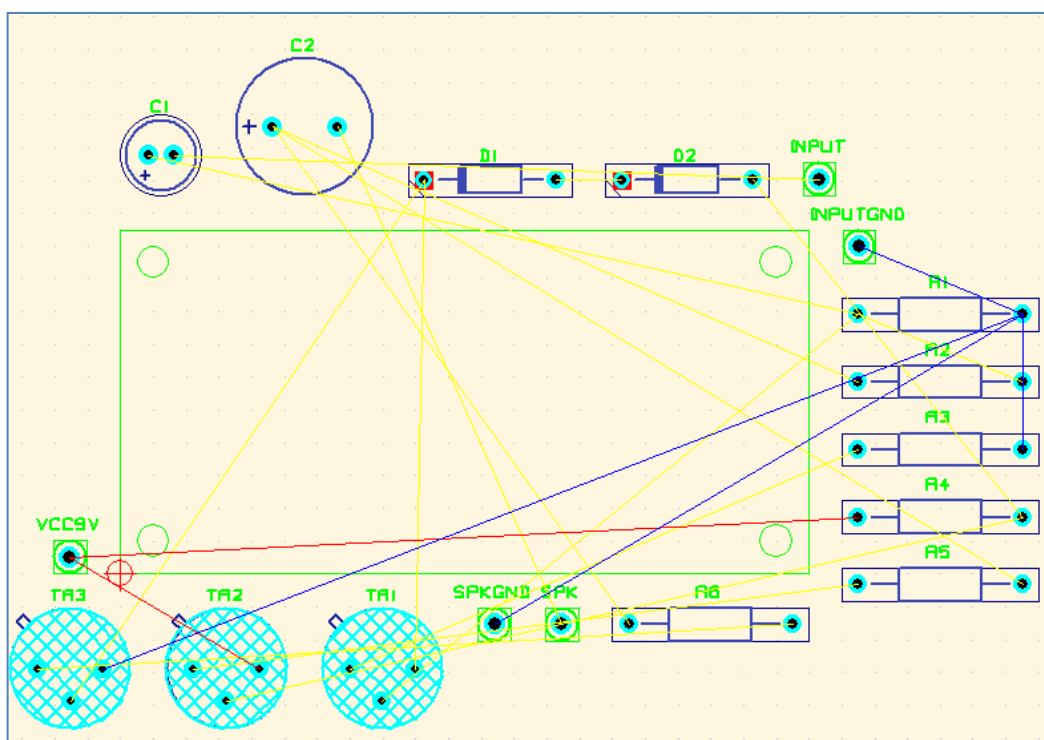 C2
C1
+
+
D1
D2
INPUT
INPUTGND
R1
R2
R3
R4
R5
VCC9V
TR3
TR2
TR1
SPKGND
SPK
R6